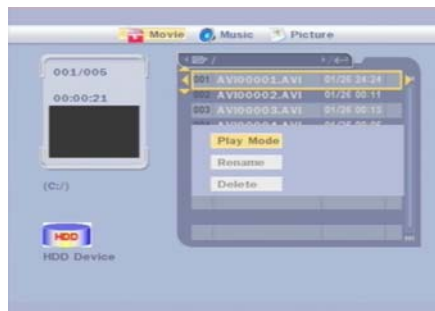 Movie Music Picture
001/005
00:00:21
001 AVI00001.AVI 01/26 24:24
002 AVI00002.AVI 01/26 00:11
003 AVI00003.AVI 01/26 00:13
Play Mode
Rename
Delete
(C:/)
HDD
HDD Device